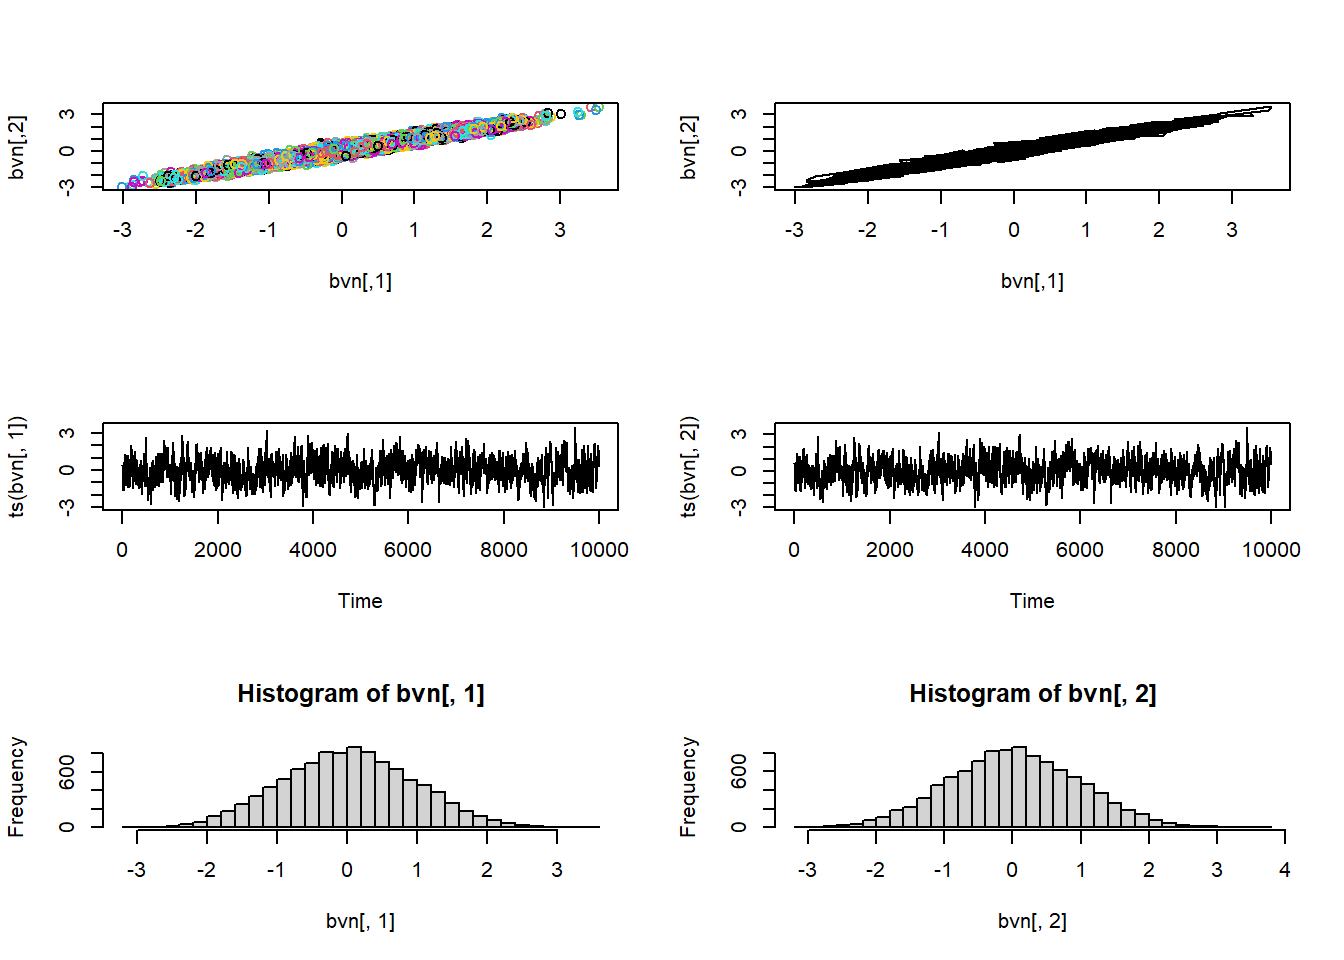 bvn[,2]
3
0
-3
-3 -2 -1 0 1 2 3
bvn[,1]
bvn[,2]
3
0
-3
-3 -2 -1 0 1 2 3
bvn[,1]
ts(bvn[, 1])
3
0
-3
0 2000 4000 6000 8000 10000
Time
ts(bvn[, 2])
3
0
-3
0 2000 4000 6000 8000 10000
Time
Histogram of bvn[, 1]
Frequency
600
0
-3 -2 -1 0 1 2 3
bvn[, 1]
Histogram of bvn[, 2]
Frequency
600
0
-3 -2 -1 0 1 2 3 4
bvn[, 2]